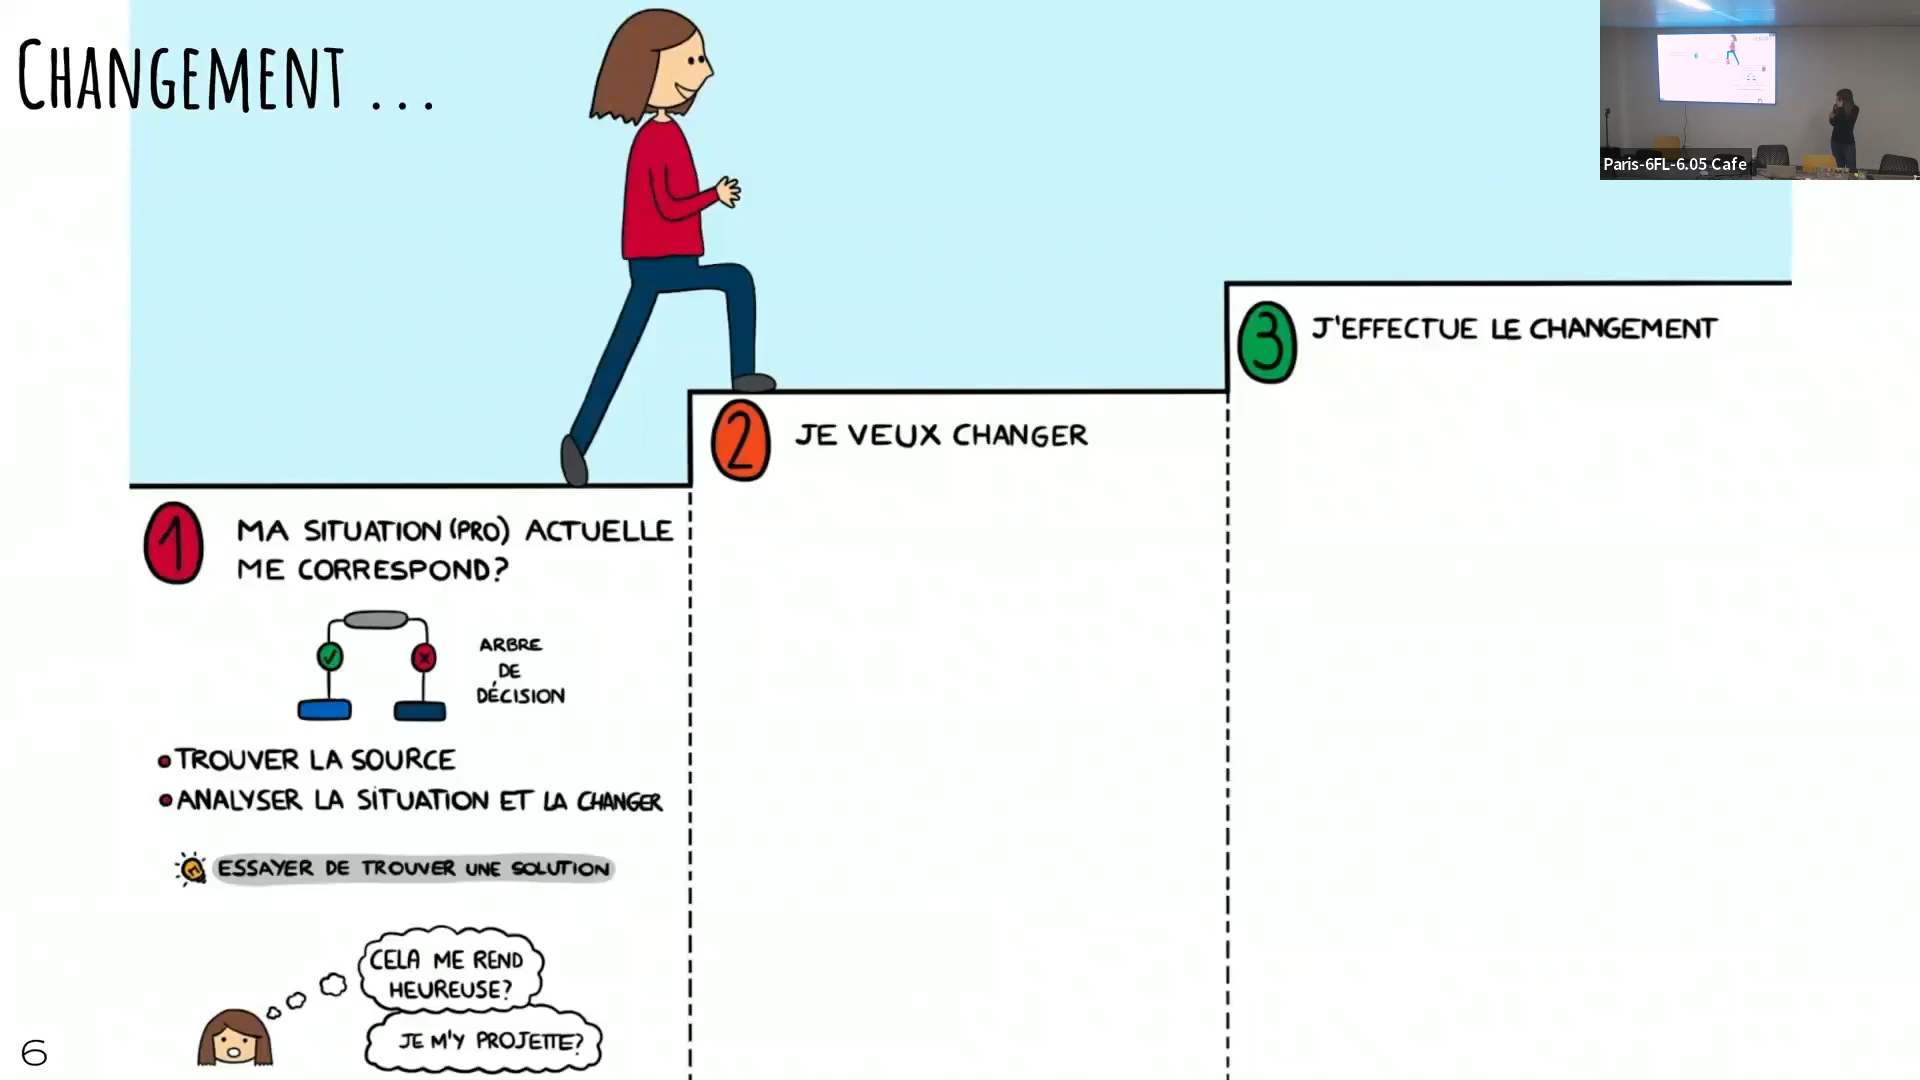 CHANGEMENT ...
Paris-6FL-6.05 Cafe
3 J'EFFECTUE LE CHANGEMENT
2 JE VEUX CHANGER
1 MA SITUATION (PRO) ACTUELLE
ME CORRESPOND?
ARBRE
DE
DÉCISION
• TROUVER LA SOURCE
• ANALYSER LA SITUATION ET LA CHANGER
ESSAYER DE TROUVER UNE SOLUTION
CELA ME REND
HEUREUSE?
JE M'Y PROJETTE?
6